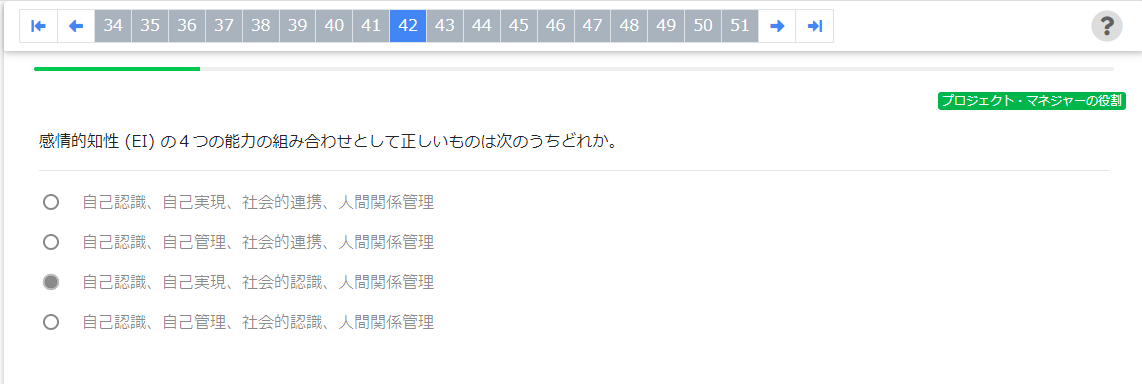 34 35 36 37 38 39 40 41 42 43 44 45 46 47 48 49 50 51 ?
プロジェクト・マネジャーの役割
感情的知性 (EI) の４つの能力の組み合わせとして正しいものは次のうちどれか。
自己認識、自己実現、社会的連携、人間関係管理
自己認識、自己管理、社会的連携、人間関係管理
自己認識、自己実現、社会的認識、人間関係管理
自己認識、自己管理、社会的認識、人間関係管理